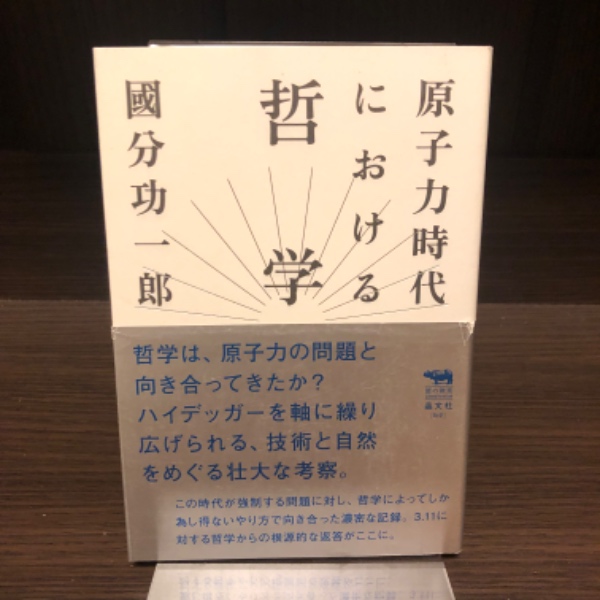 原子力時代
における
哲学
國分功一郎
哲学は、原子力の問題と
向き合ってきたか?
ハイデッガーを軸に繰り
広げられる、技術と自然
をめぐる壮大な考察。
晶文社
この時代が強制する問題に対し、哲学によってしか
為し得ないやり方で向き合った濃密な記録。3.11に
対する哲学からの根源的な返答がここに。